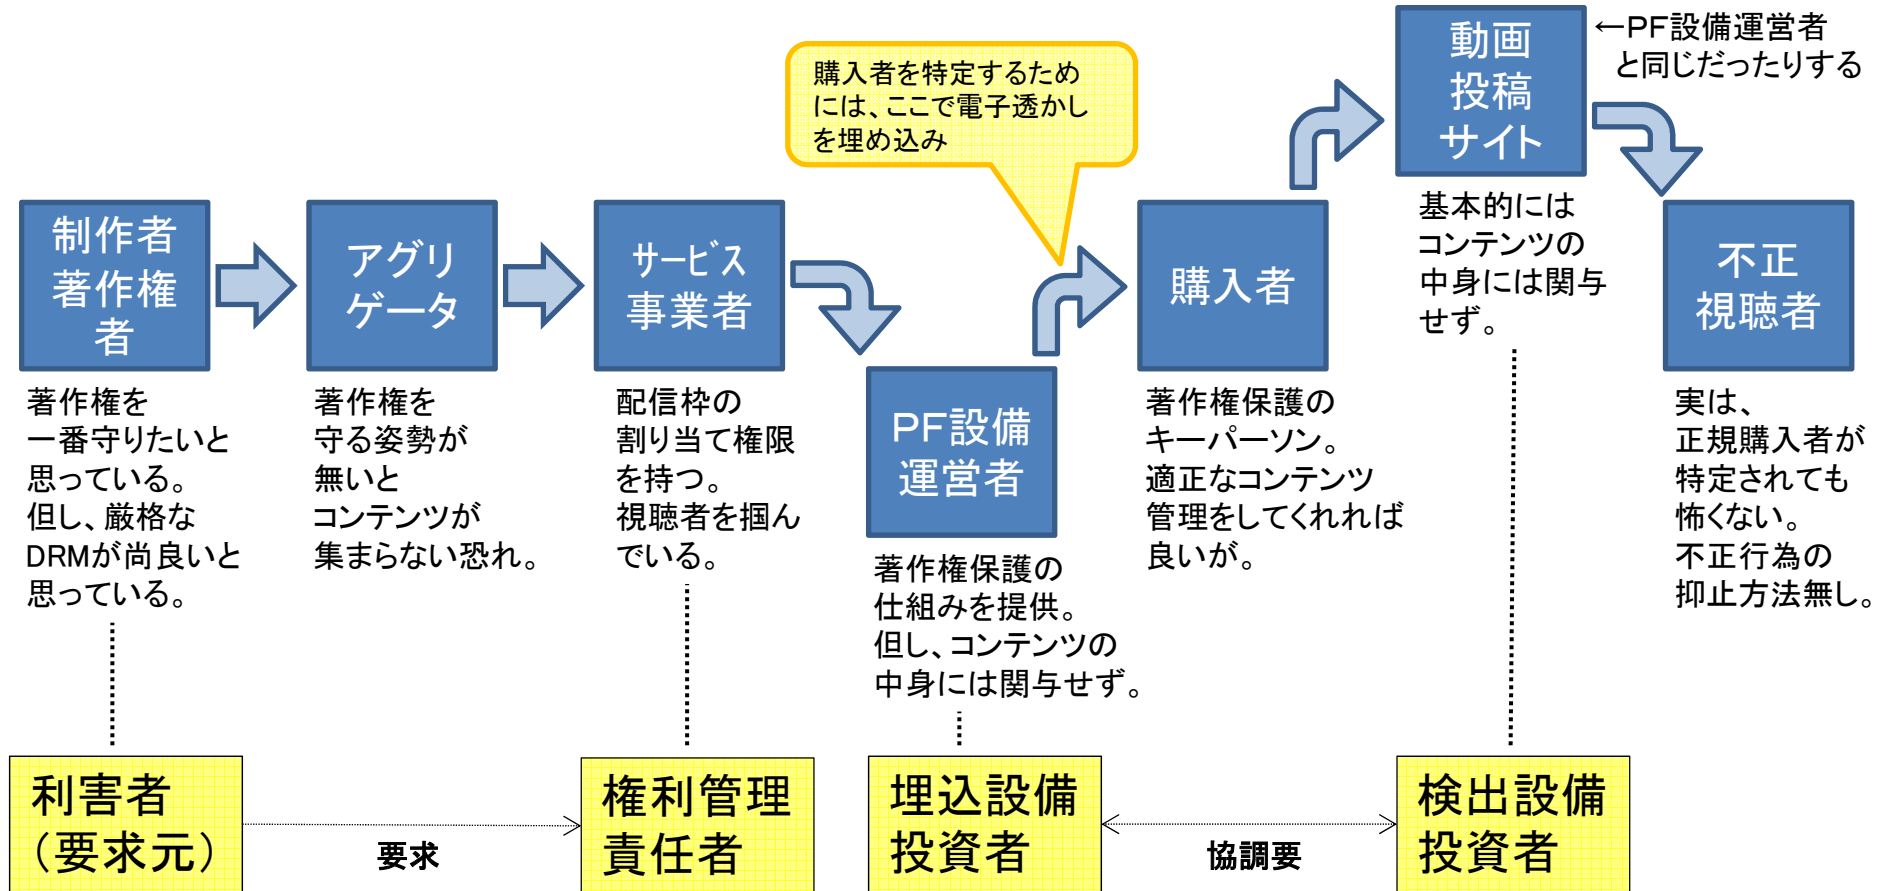 購入者を特定するため
には、ここで電子透かし
を埋め込み
動画
投稿
サイト
←PF設備運営者
と同じだったりする
制作者
著作権
者
アグリ
ゲータ
サービス
事業者
PF設備
運営者
購入者
不正
視聴者
著作権を
一番守りたいと
思っている。
但し、厳格な
DRMが尚良いと
思っている。
著作権を
守る姿勢が
無いと
コンテンツが
集まらない恐れ。
配信枠の
割り当て権限
を持つ。
視聴者を掴ん
でいる。
著作権保護の
仕組みを提供。
但し、コンテンツの
中身には関与せず。
著作権保護の
キーパーソン。
適正なコンテンツ
管理をしてくれれば
良いが。
基本的には
コンテンツの
中身には関与
せず。
実は、
正規購入者が
特定されても
怖くない。
不正行為の
抑止方法無し。
利害者
(要求元)
要求
権利管理
責任者
埋込設備
投資者
協調要
検出設備
投資者